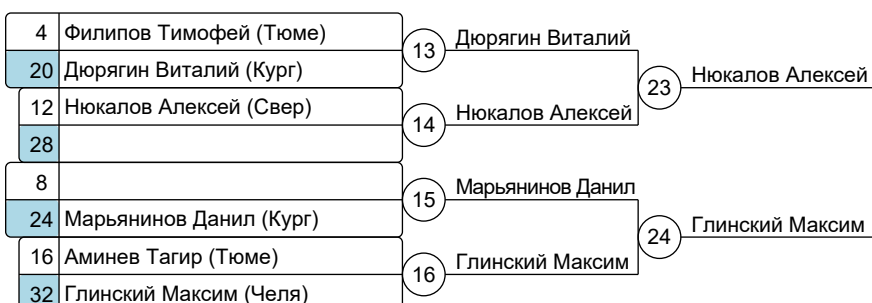 4 Филипов Тимофей (Тюме)
13 Дюрягин Виталий
20 Дюрягин Виталий (Кург)
23 Нюкалов Алексей
12 Нюкалов Алексей (Свер)
14 Нюкалов Алексей
28
8
15 Марьянинов Данил
24 Марьянинов Данил (Кург)
24 Глинский Максим
16 Аминев Тагир (Тюме)
16 Глинский Максим
32 Глинский Максим (Челя)